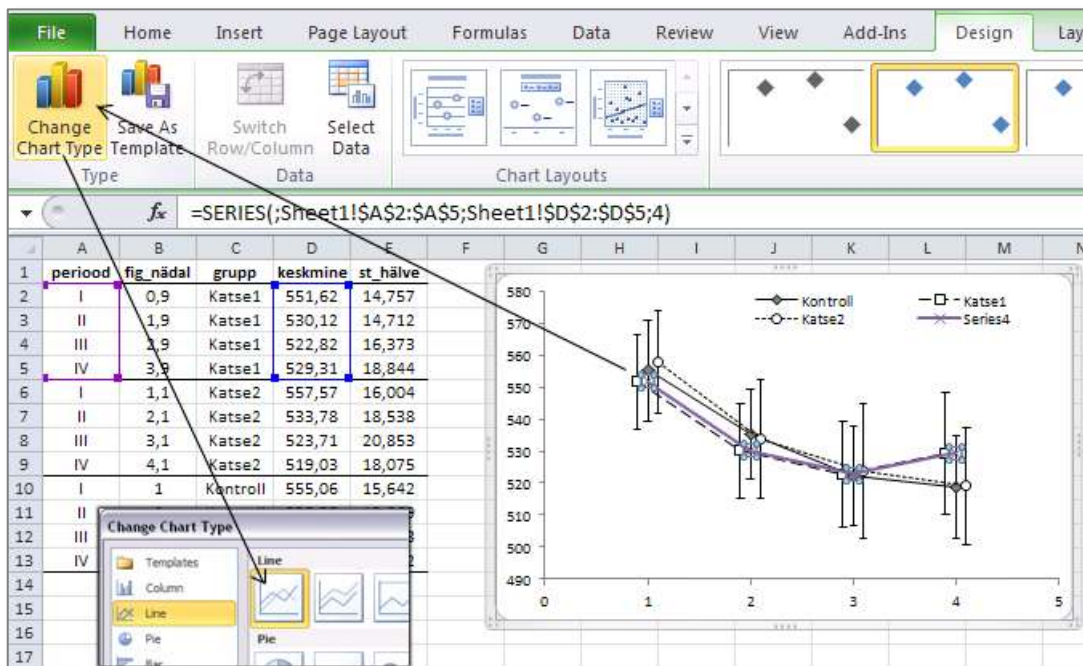 File Home Insert Page Layout Formulas Data Review View Add-Ins Design Lay
Change Chart Type
Save As Template
Switch Row/Column
Select Data
Type Data Chart Layouts
fx =SERIES(;Sheet1!$A$2:$A$5;Sheet1!$D$2:$D$5;4)
A B C D E F G H I J K L M
1 periood fig_nädal grupp keskmine st_hälve
2 I 0,9 Katse1 551,62 14,757
3 II 1,9 Katse1 530,12 14,712
4 III 2,9 Katse1 522,82 16,373
5 IV 3,9 Katse1 529,31 18,844
6 I 1,1 Katse2 557,57 16,004
7 II 2,1 Katse2 533,78 18,538
8 III 3,1 Katse2 523,71 20,853
9 IV 4,1 Katse2 519,03 18,075
10 I 1 Kontroll 555,06 15,642
11 II
12 III
13 IV
14
15
16
17
Change Chart Type
Templates
Column
Line
Pie
Bar
Line
Pie
580
570
560
550
540
530
520
510
500
490
0 1 2 3 4 5
Kontroll Katse1
Katse2 Series4